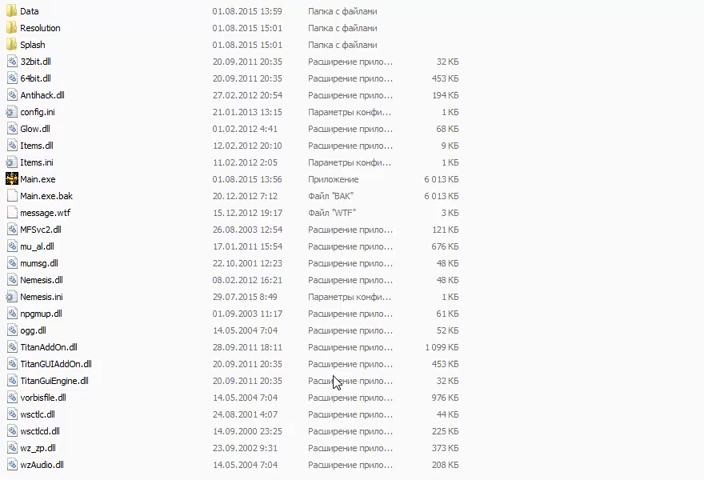 Data 01.08.2015 13:59 Папка с файлами
Resolution 01.08.2015 15:01 Папка с файлами
Splash 01.08.2015 15:01 Папка с файлами
32bit.dll 20.09.2011 20:35 Расширение прило... 32 КБ
64bit.dll 20.09.2011 20:35 Расширение прило... 453 КБ
Antihack.dll 27.02.2012 20:54 Расширение прило... 194 КБ
config.ini 21.01.2013 13:15 Параметры конфи... 1 КБ
Glow.dll 01.02.2012 4:41 Расширение прило... 68 КБ
Items.dll 12.02.2012 20:10 Расширение прило... 9 КБ
Items.ini 11.02.2012 2:05 Параметры конфи... 1 КБ
Main.exe 01.08.2015 13:56 Приложение 6 013 КБ
Main.exe.bak 20.12.2012 7:12 Файл "BAK" 6 013 КБ
message.wtf 15.12.2012 19:17 Файл "WTF" 3 КБ
MFSvc2.dll 26.08.2003 12:54 Расширение прило... 121 КБ
mu_al.dll 17.01.2011 15:54 Расширение прило... 676 КБ
mumsg.dll 22.10.2001 12:23 Расширение прило... 48 КБ
Nemesis.dll 08.02.2012 16:21 Расширение прило... 48 КБ
Nemesis.ini 29.07.2015 8:49 Параметры конфи... 1 КБ
npgmup.dll 01.09.2003 11:17 Расширение прило... 61 КБ
ogg.dll 14.05.2004 7:04 Расширение прило... 52 КБ
TitanAddOn.dll 28.09.2011 18:11 Расширение прило... 1 099 КБ
TitanGUIAddOn.dll 20.09.2011 20:35 Расширение прило... 453 КБ
TitanGuiEngine.dll 20.09.2011 20:35 Расширение прило... 32 КБ
vorbisfile.dll 14.05.2004 7:04 Расширение прило... 976 КБ
wsctlc.dll 24.08.2001 4:07 Расширение прило... 44 КБ
wsctlcd.dll 14.09.2000 23:25 Расширение прило... 225 КБ
wz_zp.dll 23.09.2002 9:31 Расширение прило... 373 КБ
wzAudio.dll 14.05.2004 7:04 Расширение прило... 208 КБ